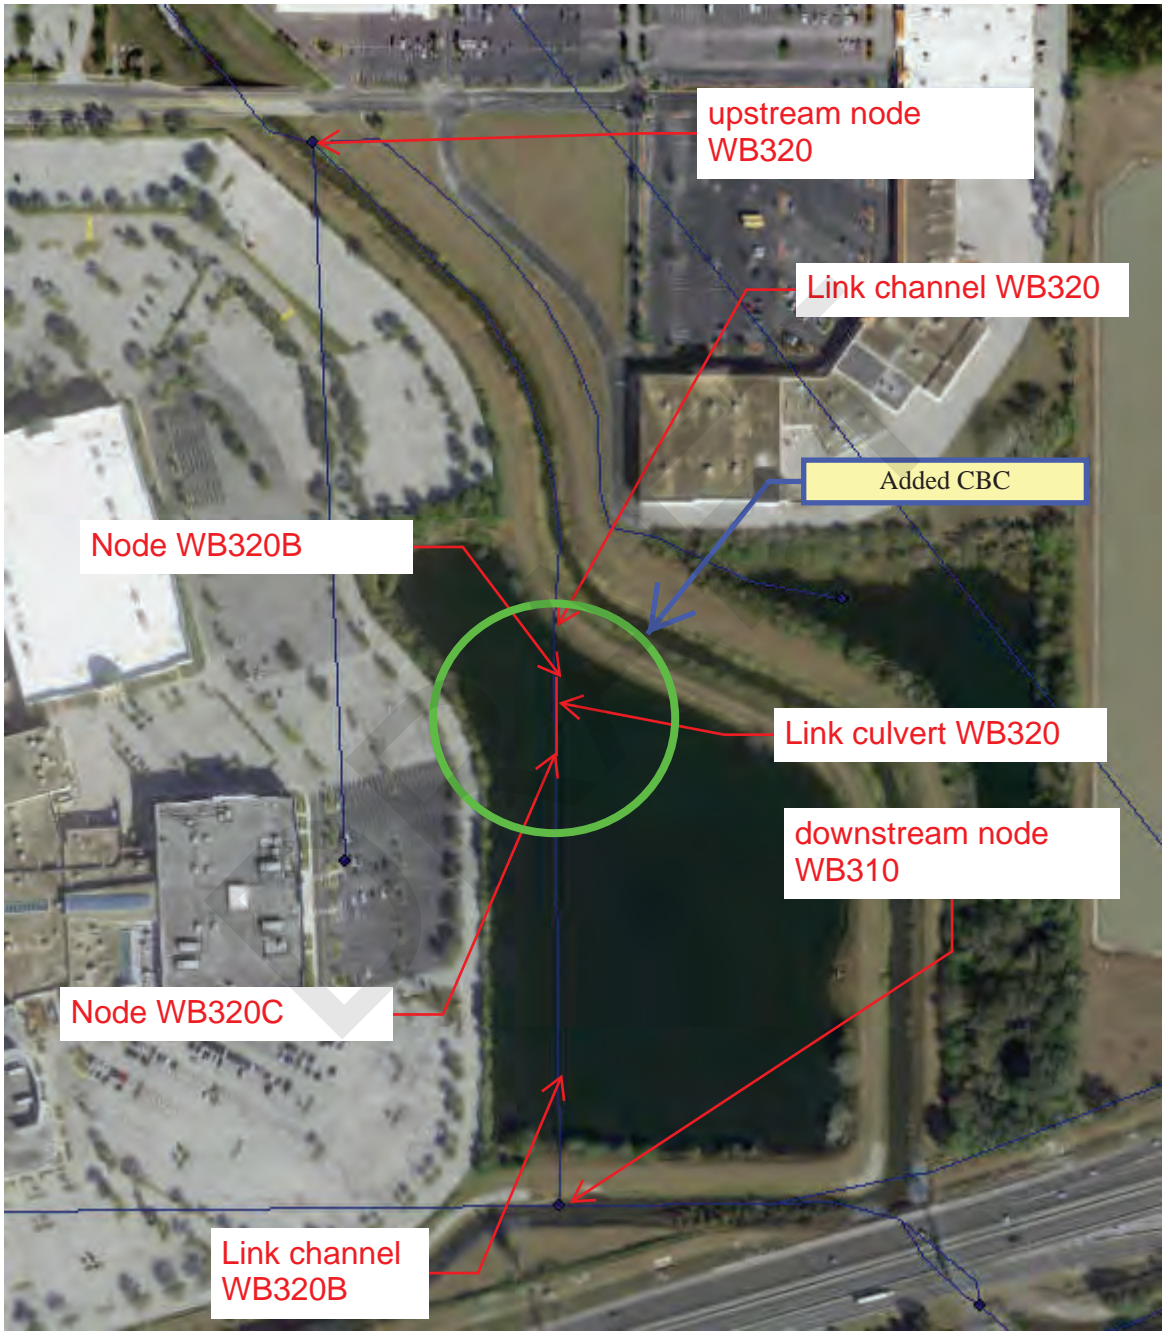 upstream node
WB320
Link channel WB320
Added CBC
Node WB320B
Link culvert WB320
downstream node
WB310
Node WB320C
Link channel
WB320B